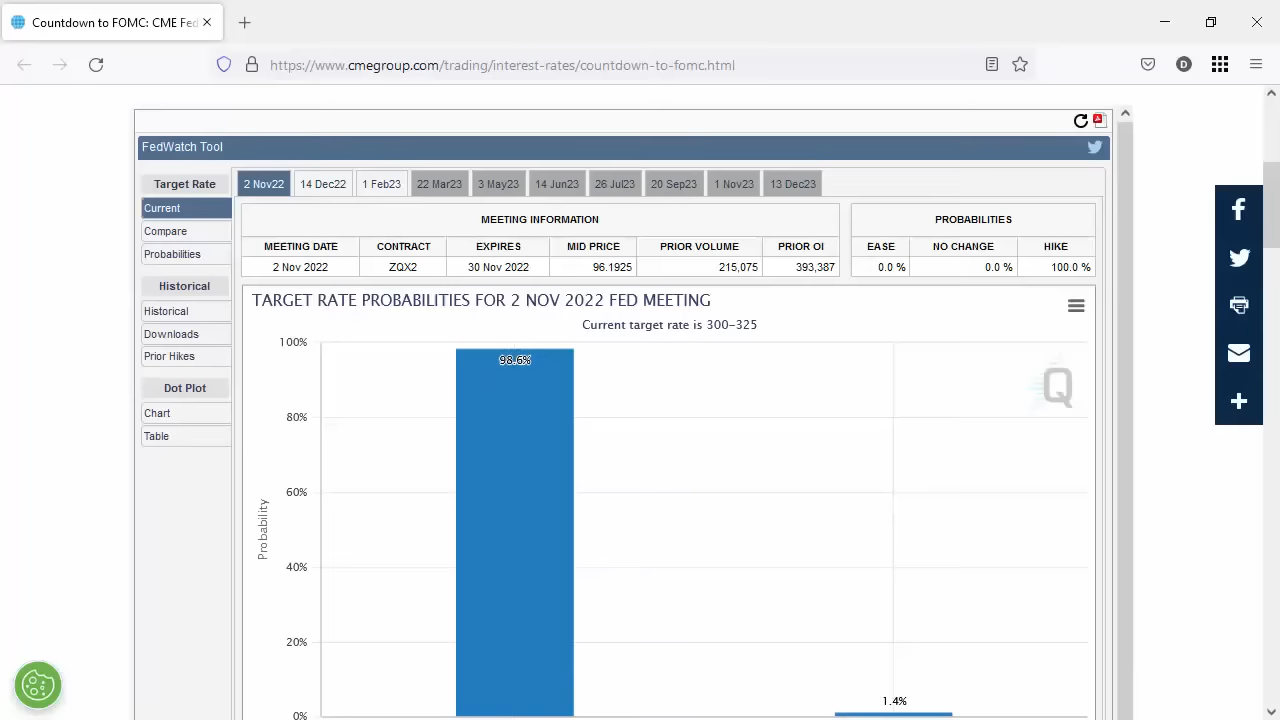 Countdown to FOMC: CME Fed
https://www.cmegroup.com/trading/interest-rates/countdown-to-fomc.html
D
FedWatch Tool
Target Rate
Current
Compare
Probabilities
Historical
Historical
Downloads
Prior Hikes
Dot Plot
Chart
Table
2 Nov22 14 Dec22 1 Feb23 22 Mar23 3 May23 14 Jun23 26 Jul23 20 Sep23 1 Nov23 13 Dec23
MEETING INFORMATION
MEETING DATE CONTRACT EXPIRES MID PRICE PRIOR VOLUME PRIOR OI
2 Nov 2022 ZQX2 30 Nov 2022 96.1925 215,075 393,387
PROBABILITIES
EASE NO CHANGE HIKE
0.0 % 0.0 % 100.0 %
TARGET RATE PROBABILITIES FOR 2 NOV 2022 FED MEETING
Current target rate is 300-325
Q
Probability
100%
80%
60%
40%
20%
0%
98.6%
1.4%